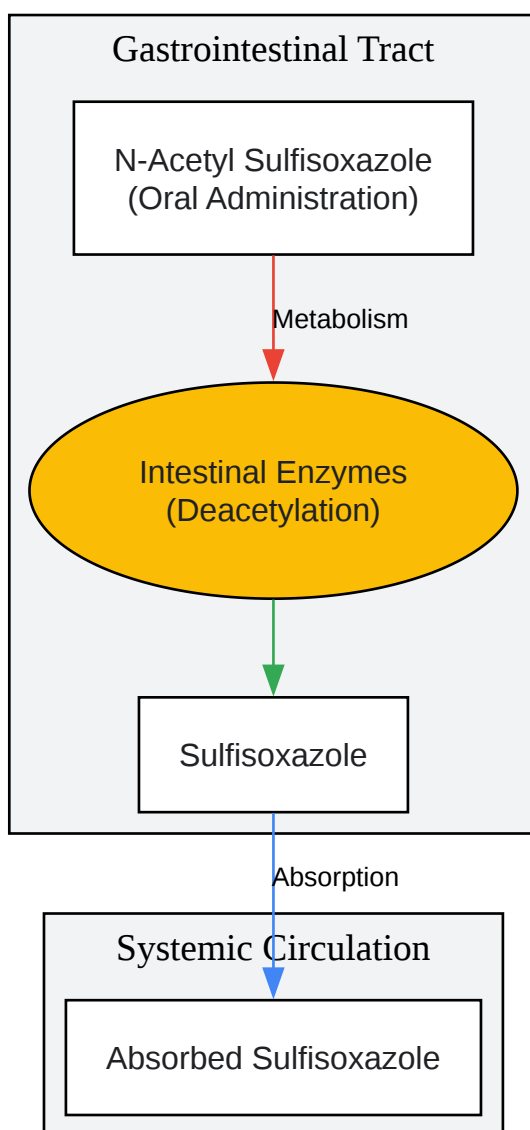 Gastrointestinal Tract
N-Acetyl Sulfisoxazole
(Oral Administration)
Metabolism
Intestinal Enzymes
(Deacetylation)
Sulfisoxazole
Absorption
Systemic Circulation
Absorbed Sulfisoxazole